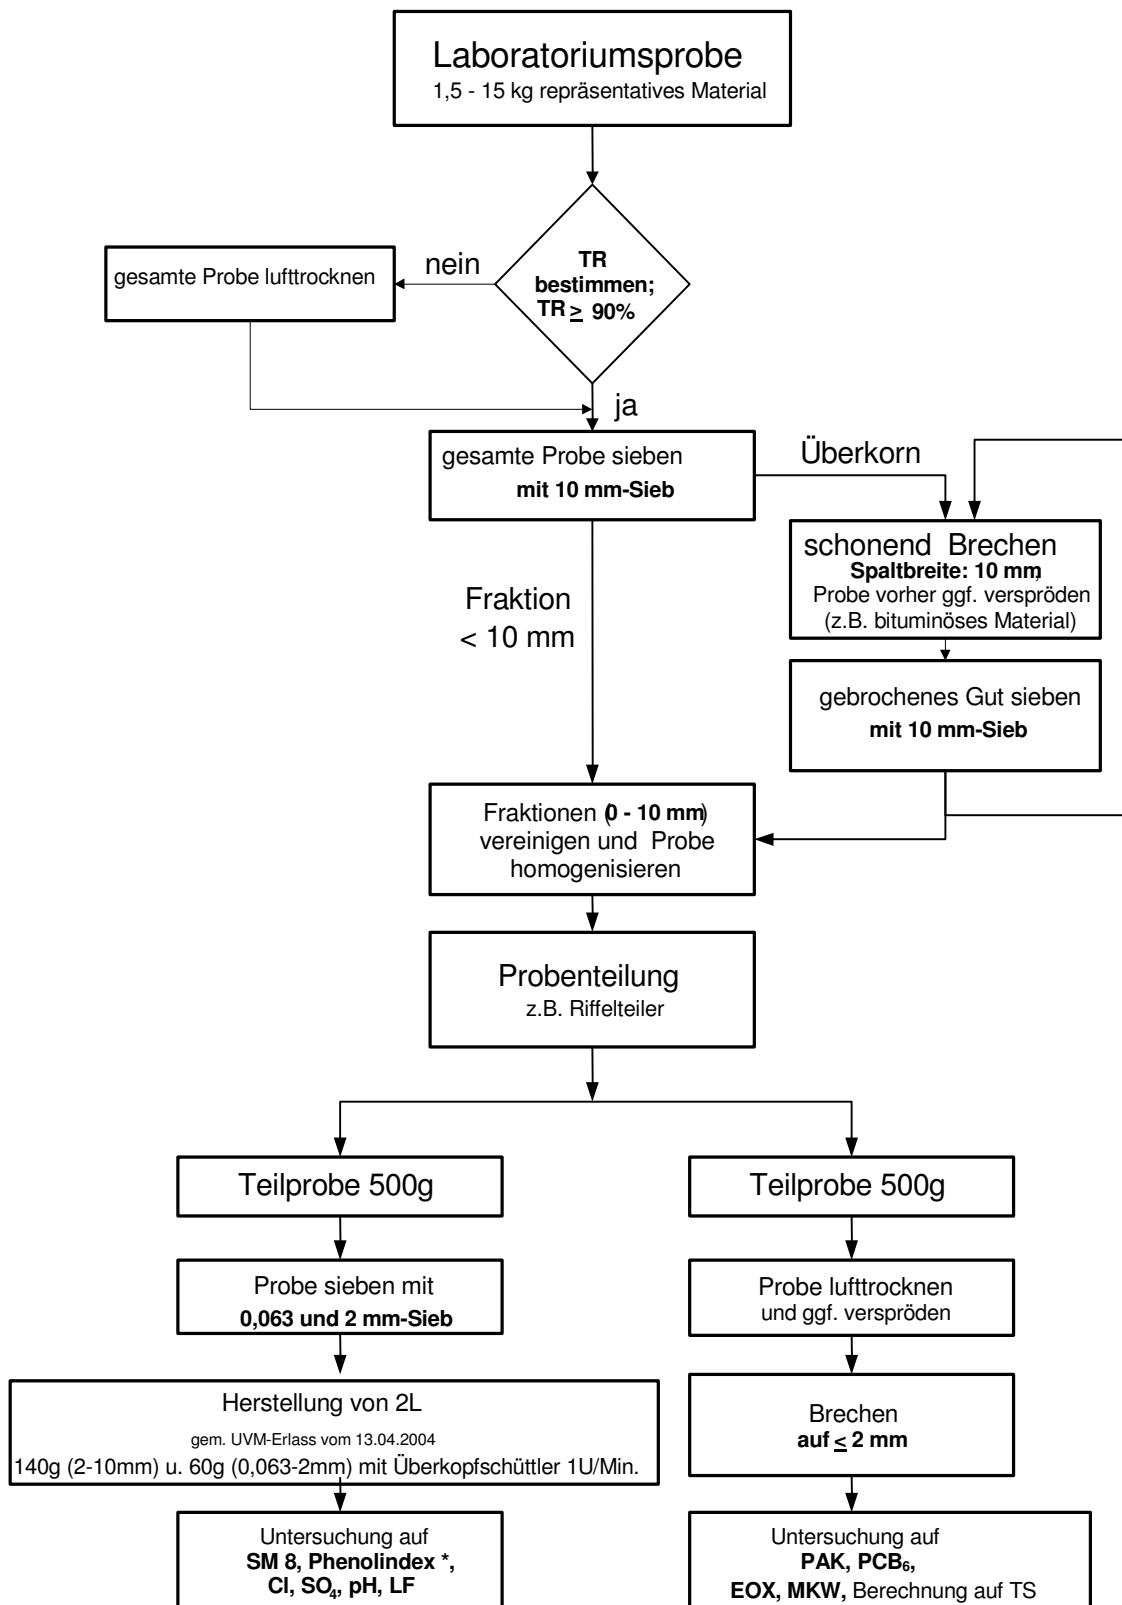 Laboratoriumsprobe
1,5 - 15 kg repräsentatives Material
TR
bestimmen;
TR ≥ 90%
nein
gesamte Probe lufttrocknen
ja
gesamte Probe sieben
mit 10 mm-Sieb
Überkorn
schonend Brechen
Spaltbreite: 10 mm,
Probe vorher ggf. verspröden
(z.B. bituminöses Material)
Fraktion
< 10 mm
gebrochenes Gut sieben
mit 10 mm-Sieb
Fraktionen (0 - 10 mm)
vereinigen und Probe
homogenisieren
Probenteilung
z.B. Riffelteiler
Teilprobe 500g
Probe sieben mit
0,063 und 2 mm-Sieb
Herstellung von 2L
gem. UVM-Erlass vom 13.04.2004
140g (2-10mm) u. 60g (0,063-2mm) mit Überkopfschüttler 1U/Min.
Untersuchung auf
SM 8, Phenolindex *,
Cl, SO₄, pH, LF
Teilprobe 500g
Probe lufttrocknen
und ggf. verspröden
Brechen
auf ≤ 2 mm
Untersuchung auf
PAK, PCB₆,
EOX, MKW, Berechnung auf TS